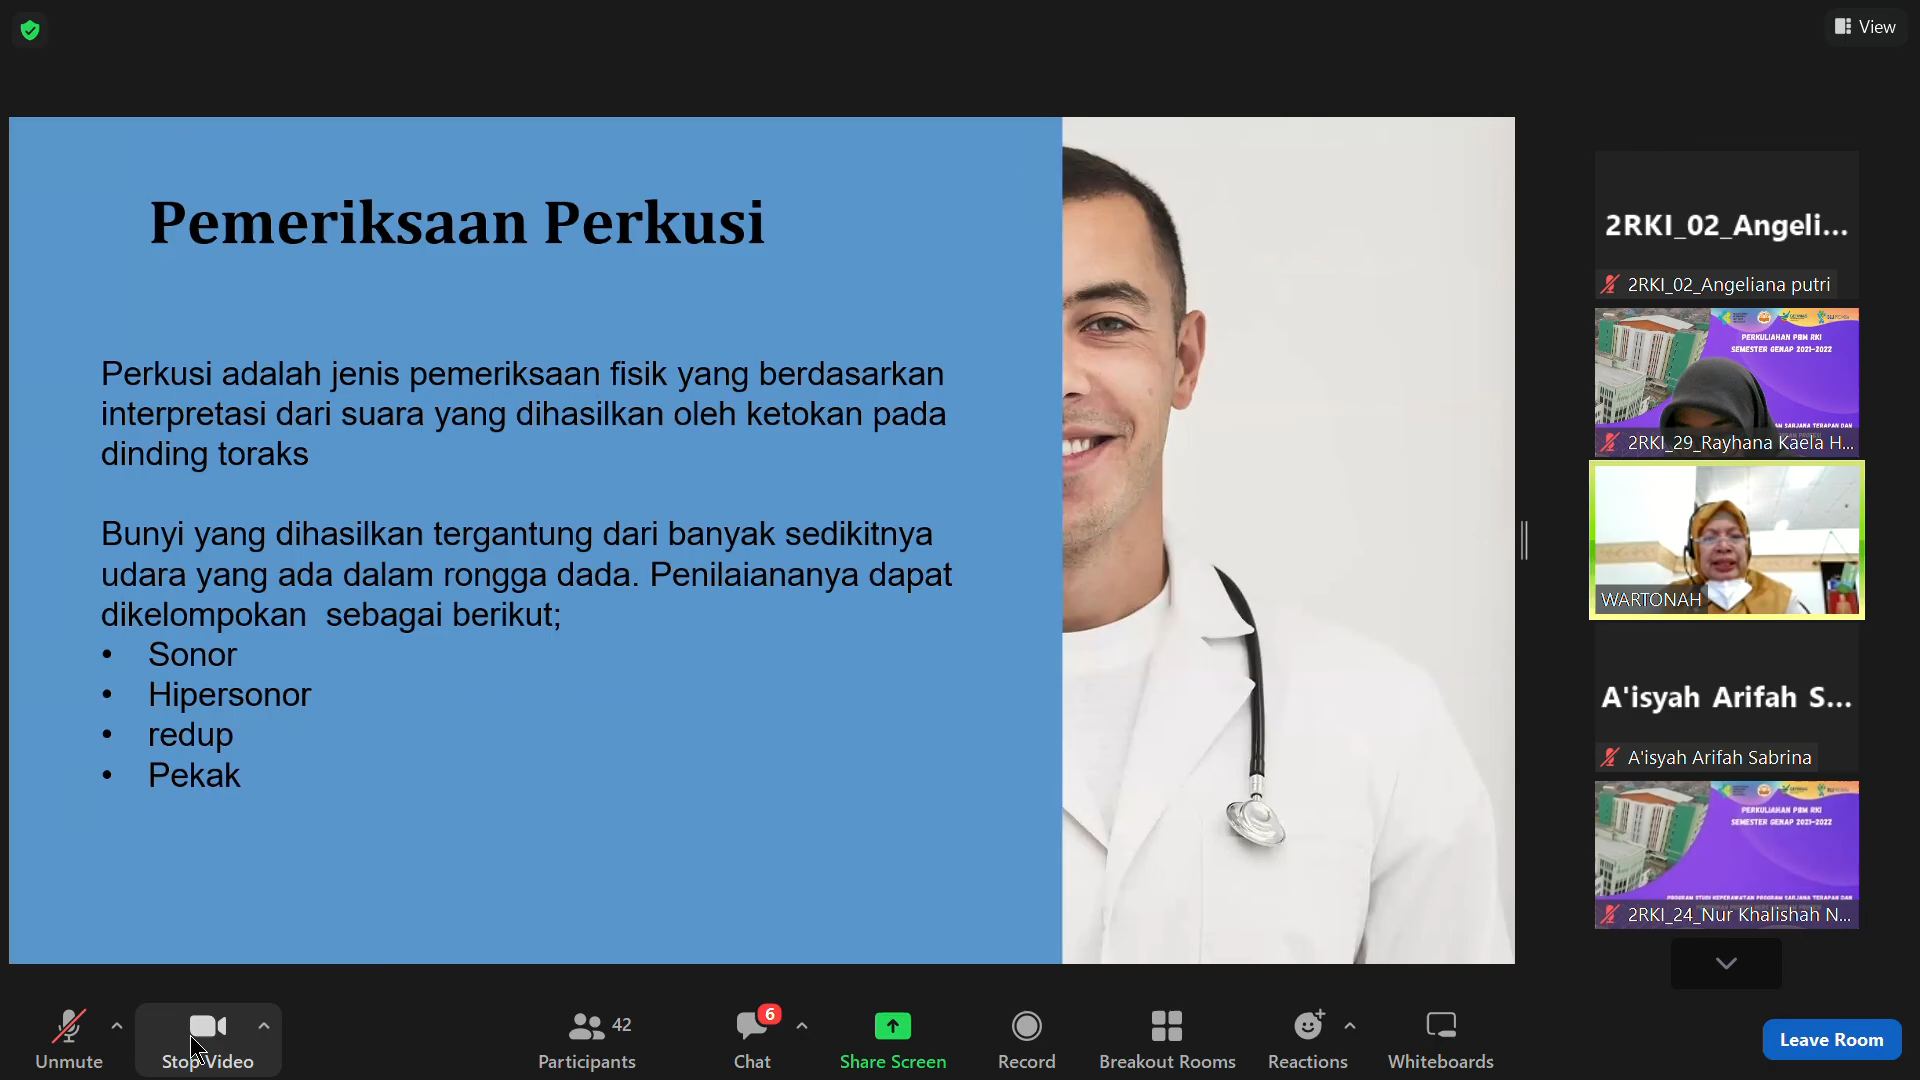 View
Pemeriksaan Perkusi
Perkusi adalah jenis pemeriksaan fisik yang berdasarkan
interpretasi dari suara yang dihasilkan oleh ketokan pada
dinding toraks
Bunyi yang dihasilkan tergantung dari banyak sedikitnya
udara yang ada dalam rongga dada. Penilaiananya dapat
dikelompokan  sebagai berikut;
• Sonor
• Hipersonor
• redup
• Pekak
2RKI_02_Angeli...
2RKI_02_Angeliana putri
PERKULIAHAN PBM RKI
SEMESTER GENAP 2021-2022
2RKI_29_Rayhana Kaela H...
WARTONAH
A'isyah Arifah S...
A'isyah Arifah Sabrina
PERKULIAHAN PBM RKI
SEMESTER GENAP 2021-2022
PROGRAM STUDI KEPERAWATAN PROGRAM SARJANA TERAPAN DAN
2RKI_24_Nur Khalishah N...
Unmute
Stop Video
42
Participants
6
Chat
Share Screen
Record
Breakout Rooms
Reactions
Whiteboards
Leave Room